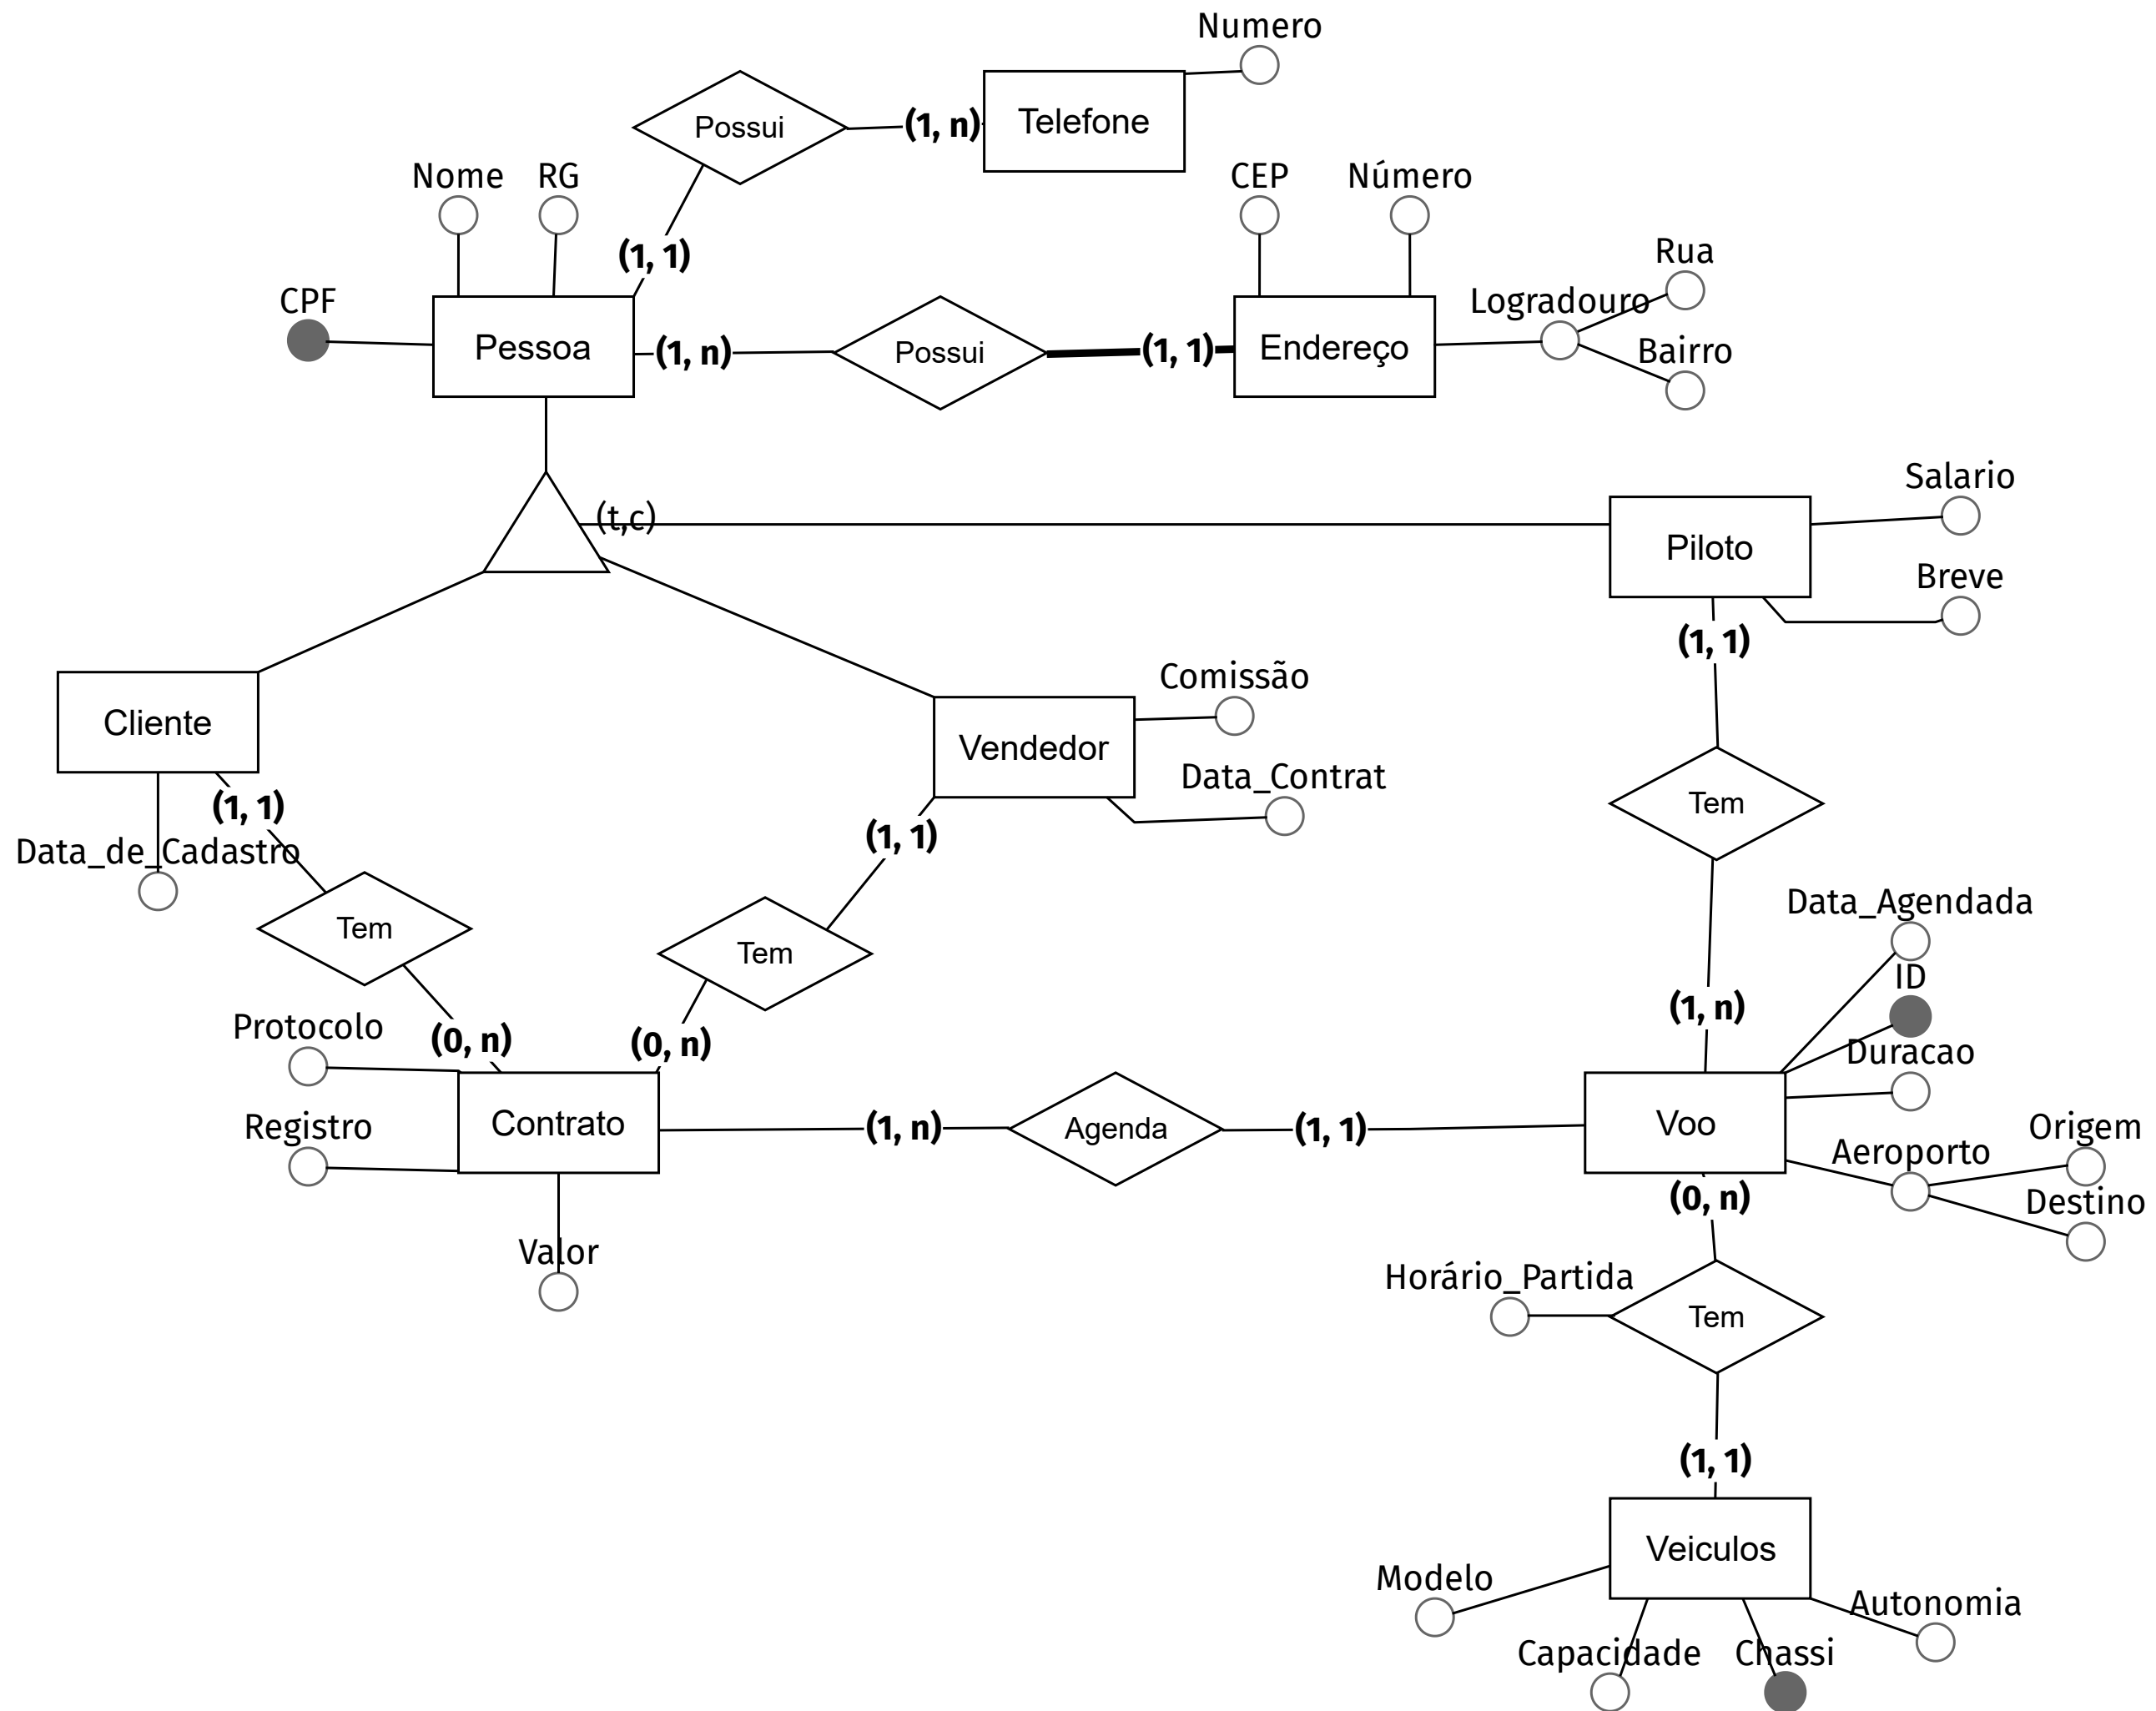 Numero
Possui
(1, n)
Telefone
Nome
RG
CEP
Número
(1, 1)
Rua
CPF
Logradouro
Pessoa
(1, n)
Possui
(1, 1)
Endereço
Bairro
Salario
(t,c)
Piloto
Breve
(1, 1)
Comissão
Cliente
Vendedor
Data_Contrat
(1, 1)
Tem
(1, 1)
Data_de_Cadastro
Data_Agendada
Tem
Tem
ID
(1, n)
Protocolo
(0, n)
(0, n)
Duracao
Registro
Contrato
(1, n)
Agenda
(1, 1)
Voo
Origem
Aeroporto
(0, n)
Destino
Valor
Horário_Partida
Tem
(1, 1)
Veiculos
Modelo
Autonomia
Capacidade
Chassi